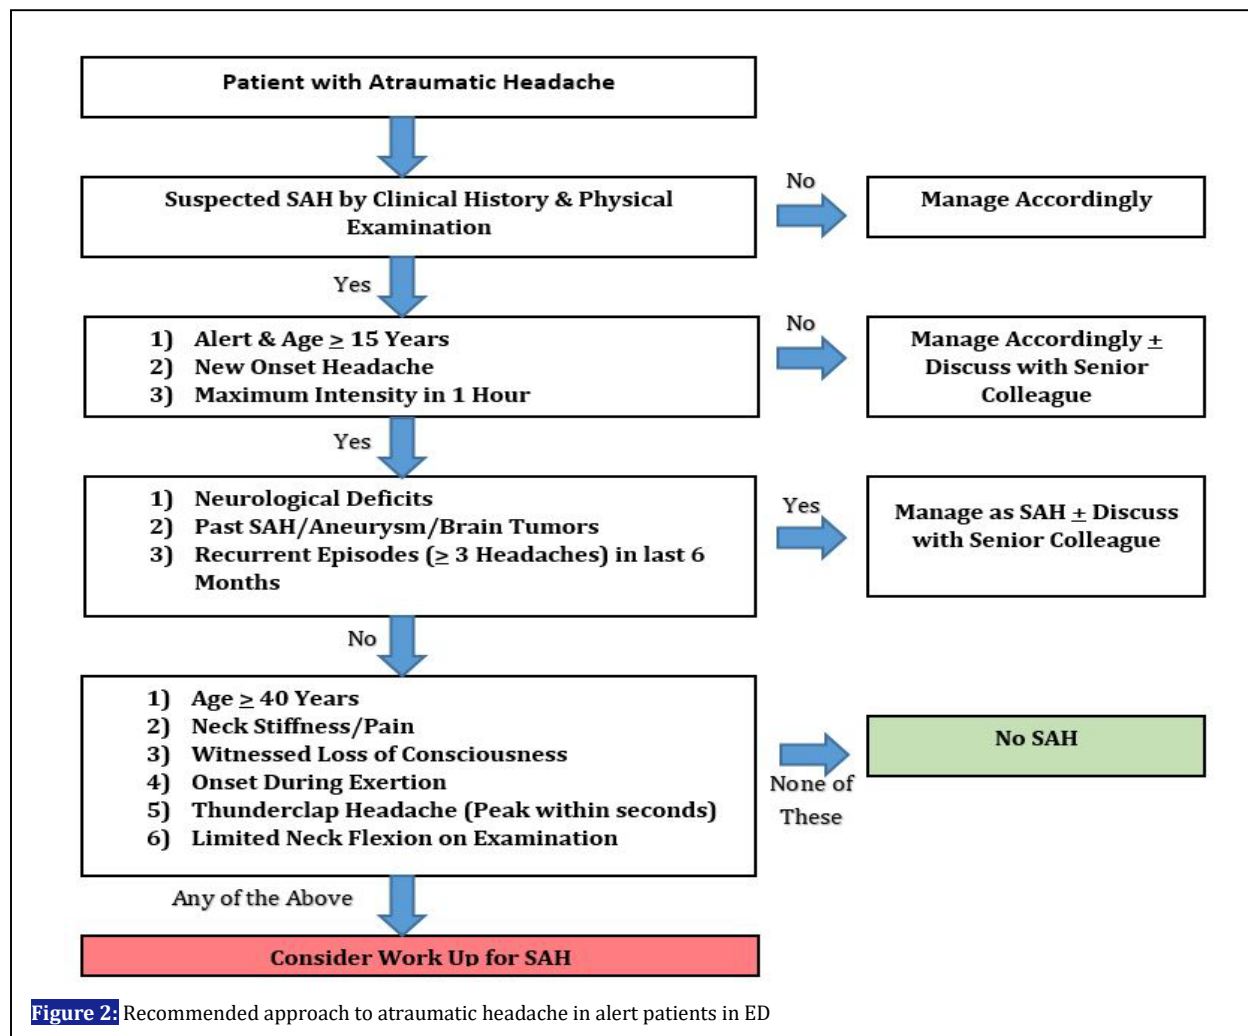 Patient with Atraumatic Headache
Suspected SAH by Clinical History & Physical
Examination
No
Manage Accordingly
Yes
1) Alert & Age ≥ 15 Years
2) New Onset Headache
3) Maximum Intensity in 1 Hour
No
Manage Accordingly ±
Discuss with Senior
Colleague
Yes
1) Neurological Deficits
2) Past SAH/Aneurysm/Brain Tumors
3) Recurrent Episodes (≥ 3 Headaches) in last 6
Months
Yes
Manage as SAH ± Discuss
with Senior Colleague
No
1) Age ≥ 40 Years
2) Neck Stiffness/Pain
3) Witnessed Loss of Consciousness
4) Onset During Exertion
5) Thunderclap Headache (Peak within seconds)
6) Limited Neck Flexion on Examination
None of
These
No SAH
Any of the Above
Consider Work Up for SAH
Figure 2: Recommended approach to atraumatic headache in alert patients in ED